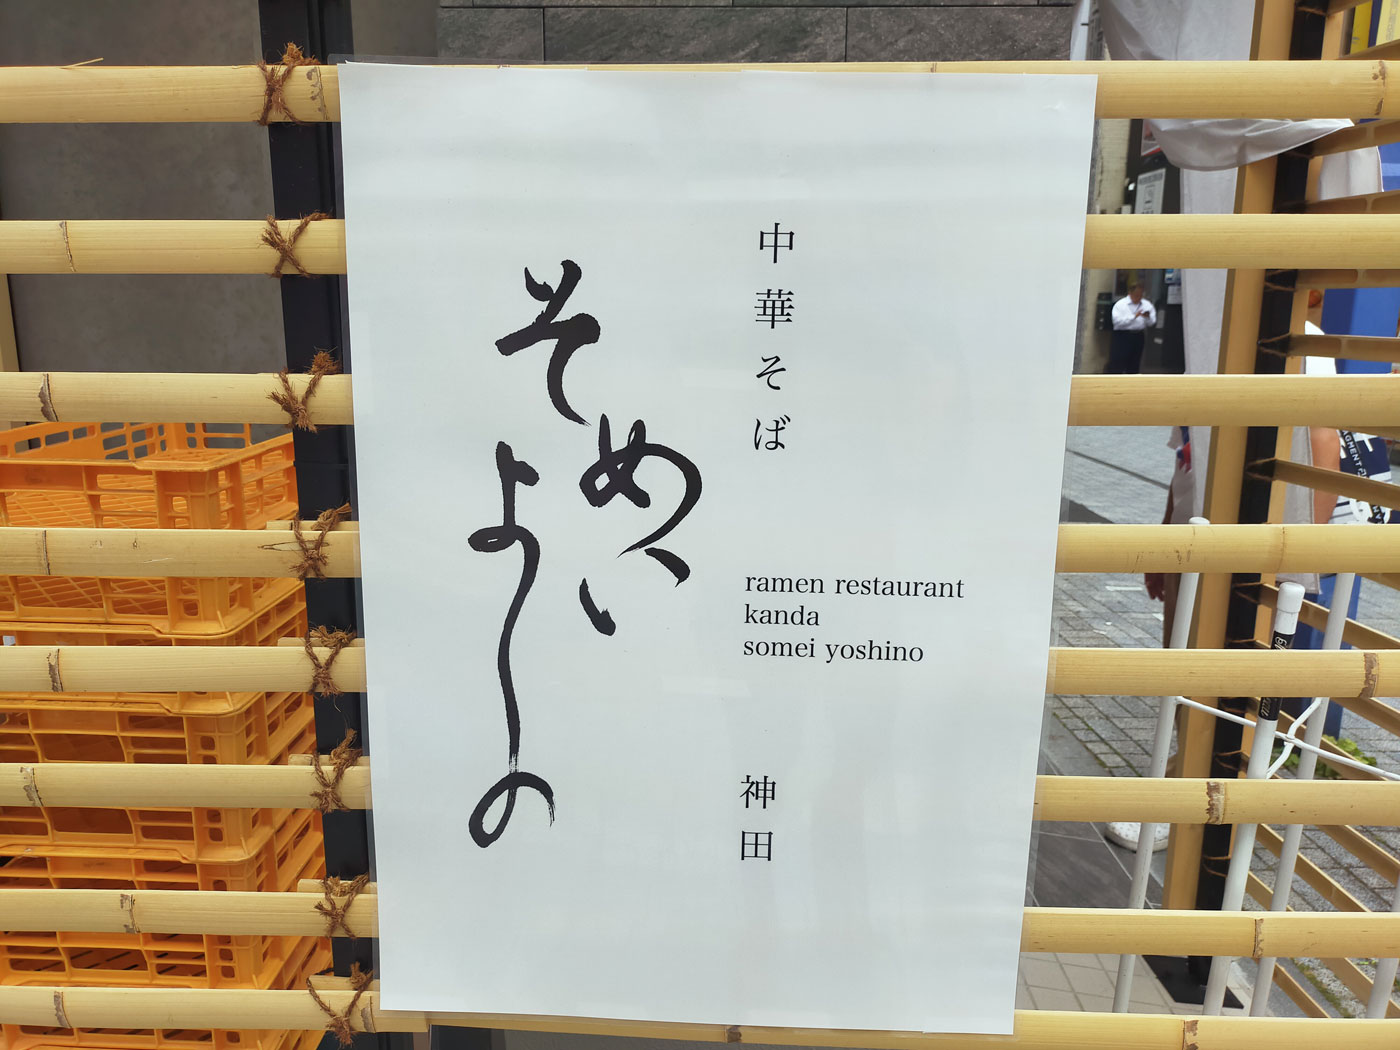 中華そば
そめい
よしの
ramen restaurant
kanda
somei yoshino
神田